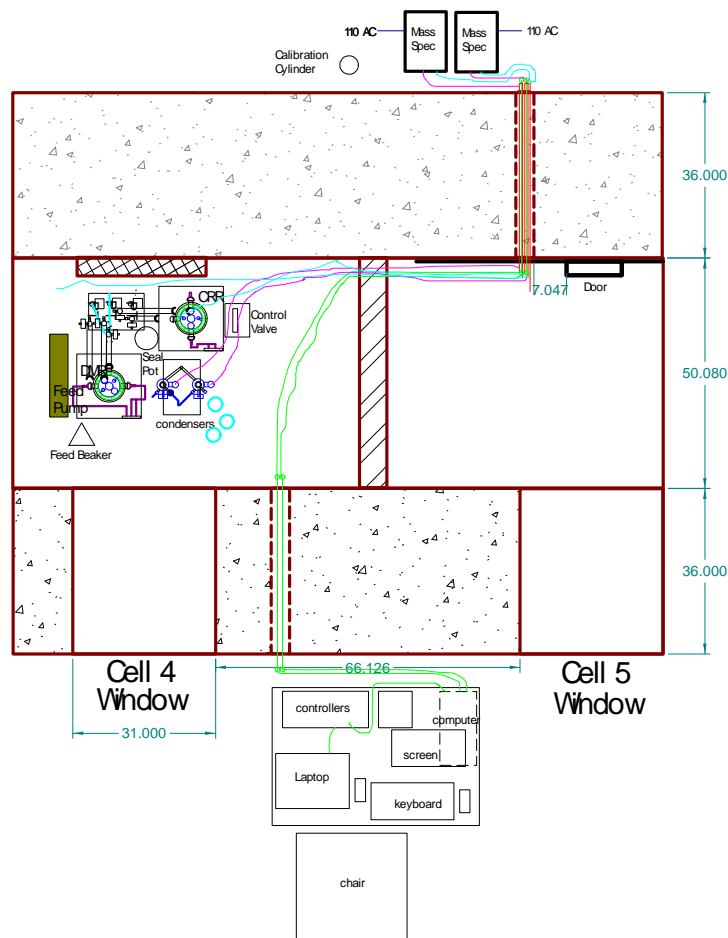 110 AC
Mass
Spec
Mass
Spec
110 AC
Calibration
Cylinder
36.000
7.047
Door
CRR
Control
Valve
Seal
Pot
DMR
Feed
Pump
condensers
Feed Beaker
50.080
36.000
Cell 4
Window
66.126
Cell 5
Window
31.000
controllers
computer
screen
Laptop
keyboard
chair